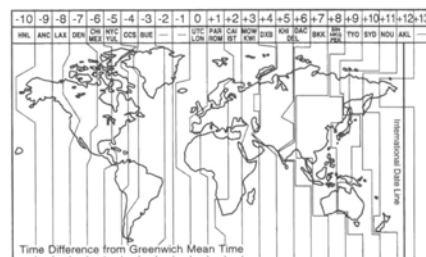 -10 -9 -8 -7 -6 -5 -4 -3 -2 -1 0 +1 +2 +3 +4 +5 +6 +7 +8 +9 +10 +11 +12 +13
HNL ANC LAX DEN CHI MEX NYC YUL CCS BUE — — UTC LON PAR ROM CAI IST MOW KWI DXB KHI DEL DAC BKK TYO SYD NOU AKL —
International Date Line
Time Difference from Greenwich Mean Time